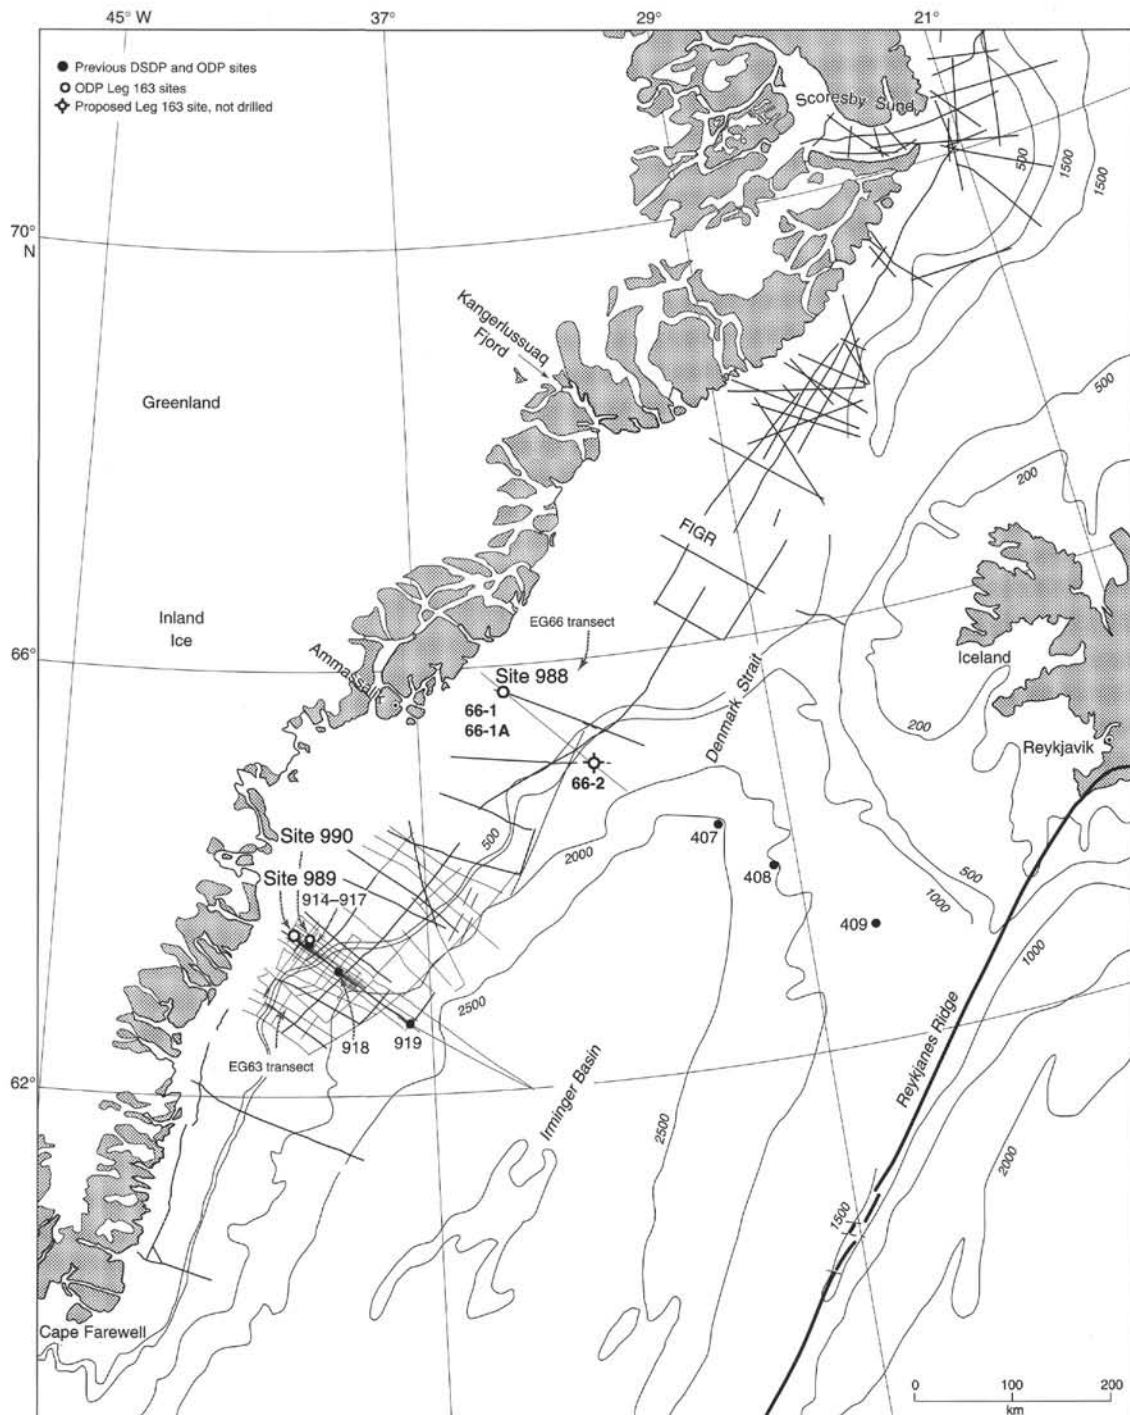 45° W
37°
29°
21°
Previous DSDP and ODP sites
ODP Leg 163 sites
Proposed Leg 163 site, not drilled
Scoresby Sund
500
1500
1500
70°
N
Kangerlussuaq
Fjord
Greenland
500
200
FIGR
Inland
Ice
EG66 transect
66°
Ammassalik
Site 988
66-1
66-1A
Denmark Strait
Iceland
200
Reykjavik
66-2
Site 990
500
2000
407
408
Site 989
914–917
500
1000
409
1000
2500
918
919
EG63 transect
62°
Irminger Basin
Reykjanes Ridge
2500
2000
1500
Cape Farewell
0
100
200
km